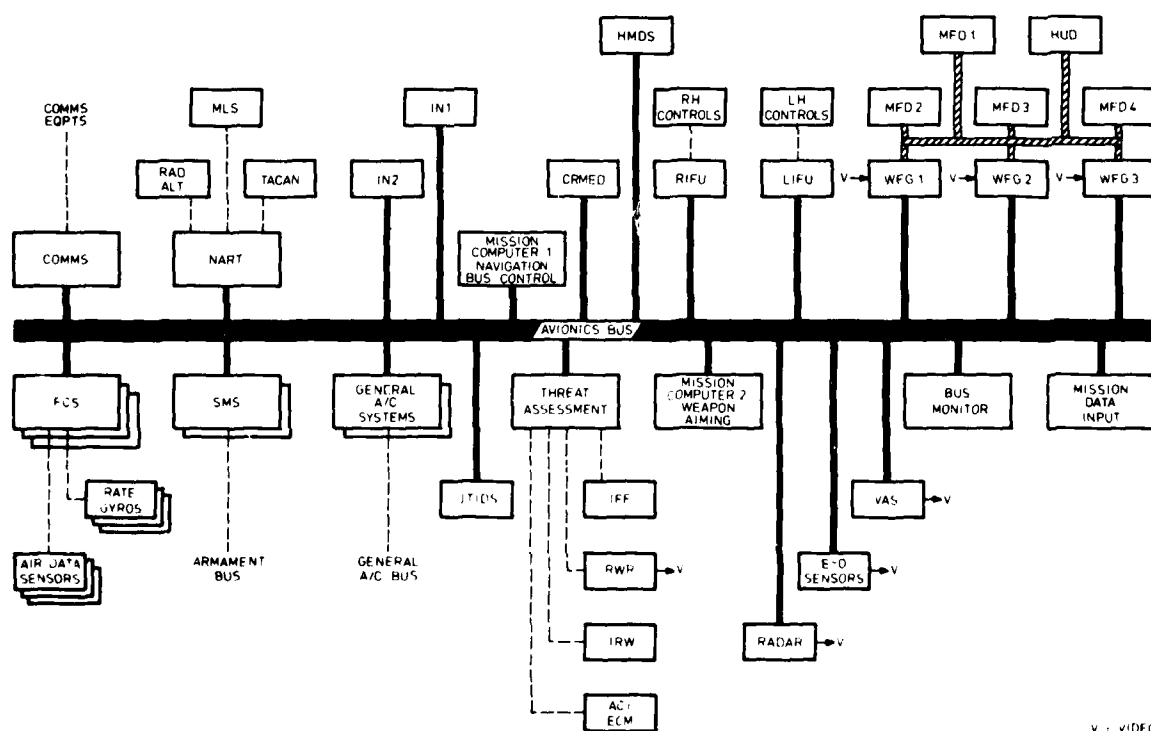 HMDS
MFD 1
HUD
COMMS
EQPTS
MLS
IN1
RH
CONTROLS
LH
CONTROLS
MFD 2
MFD 3
MFD 4
RAD
ALT
TACAN
IN2
CRMED
RIFU
LIFU
V
WFG 1
V
WFG 2
V
WFG 3
COMMS
NART
MISSION
COMPUTER 1
NAVIGATION
BUS CONTROL
AVIONICS BUS
FCS
SMS
GENERAL
A/C
SYSTEMS
THREAT
ASSESSMENT
MISSION
COMPUTER 2
WEAPON
AIMING
BUS
MONITOR
MISSION
DATA
INPUT
RATE
GYROS
JTIDS
IFF
VAS
V
AIR DATA
SENSORS
ARMAMENT
BUS
GENERAL
A/C BUS
RWR
V
E-O
SENSORS
V
IRW
RADAR
V
ACT
ECM
V : VIDEO